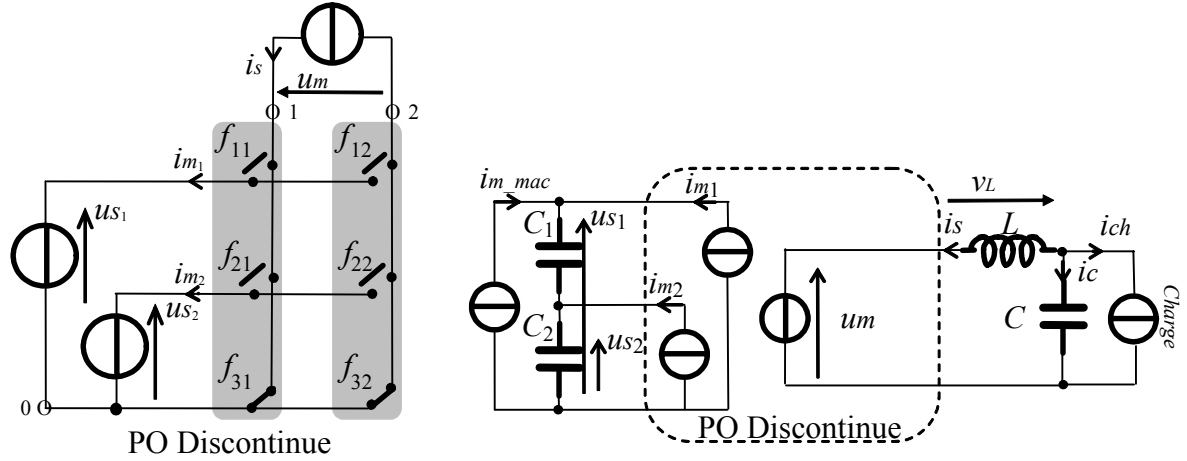 is
um
1
2
f11
f12
im1
us1
f21
f22
im2
us2
f31
f32
0
PO Discontinue
im_mac
im1
C1
us1
im2
C2
us2
PO Discontinue
vL
is
L
ich
ic
um
C
Charge